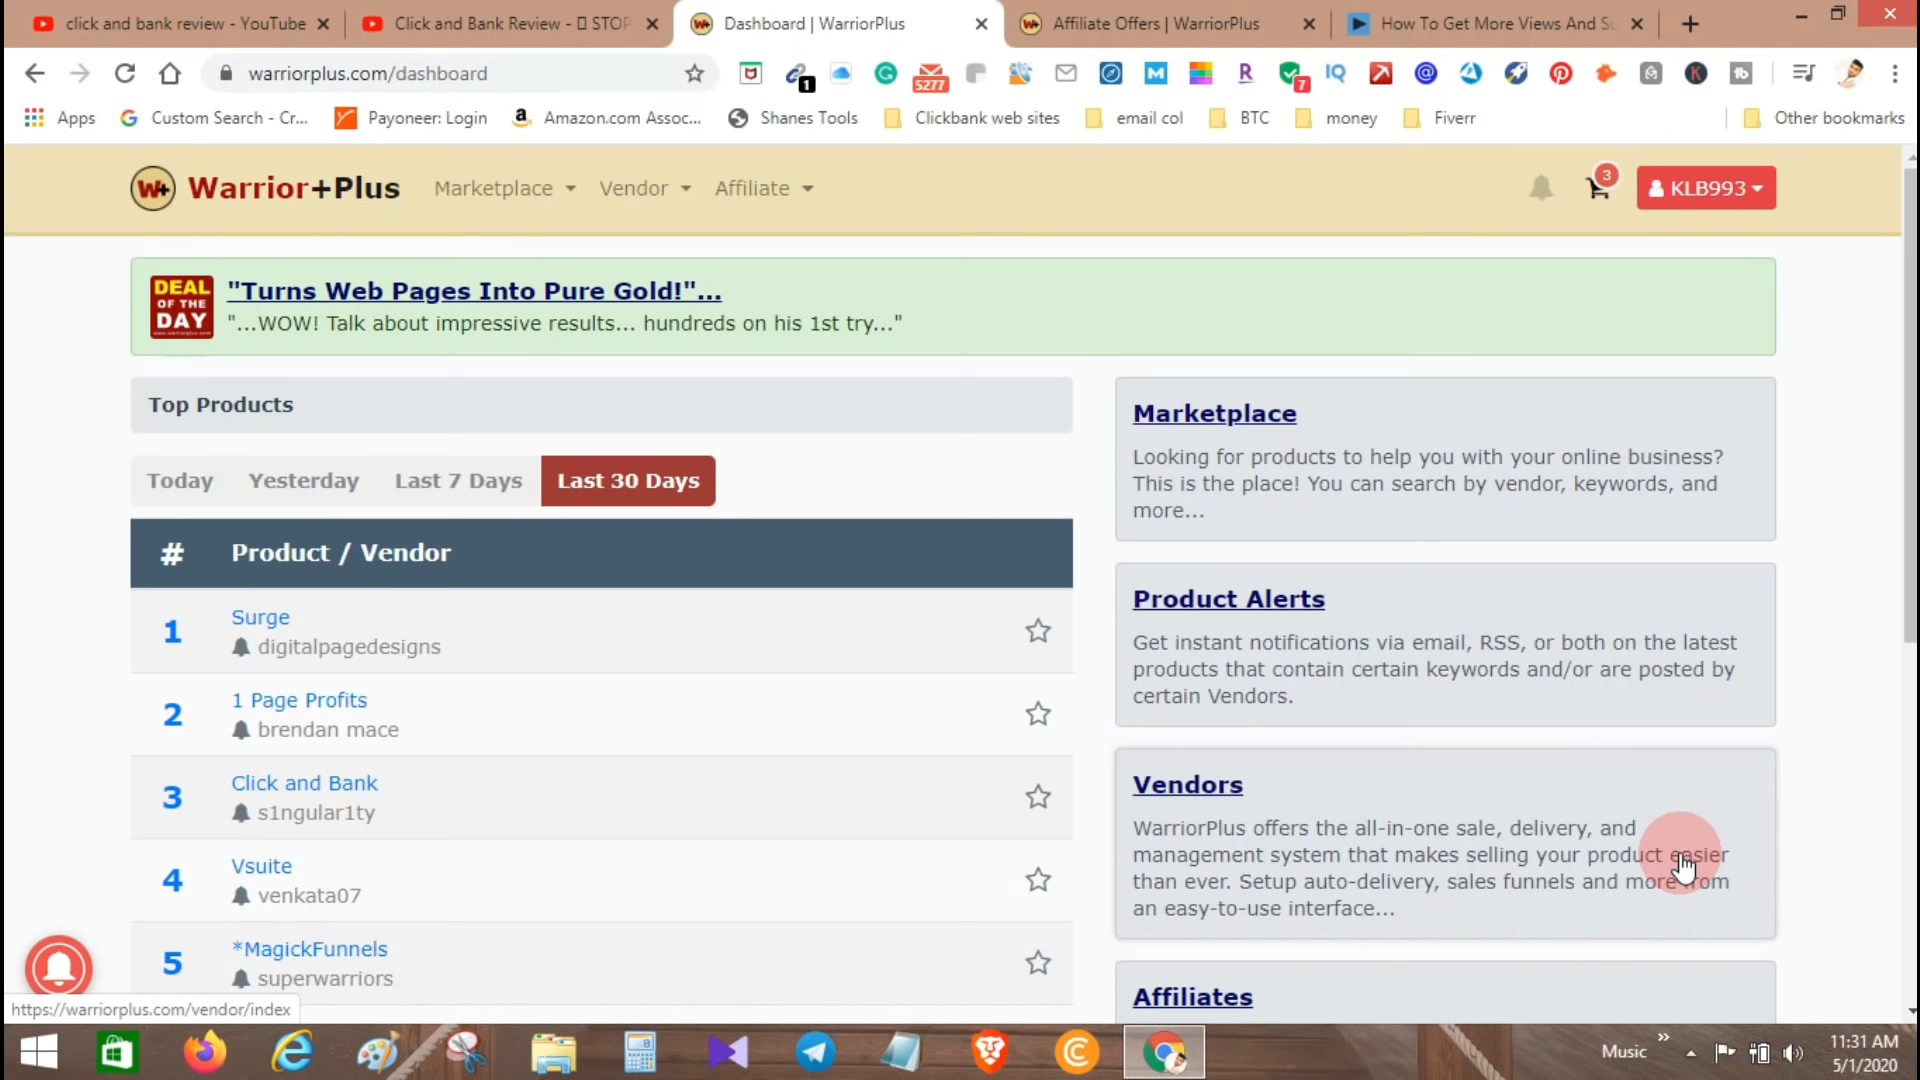 click and bank review - YouTube
Click and Bank Review - STOP
Dashboard | WarriorPlus
Affiliate Offers | WarriorPlus
How To Get More Views And Su
warriorplus.com/dashboard
1
5277
7
Apps
Custom Search - Cr...
Payoneer: Login
Amazon.com Assoc...
Shanes Tools
Clickbank web sites
email col
BTC
money
Fiverr
Other bookmarks
W+ Warrior+Plus
Marketplace
Vendor
Affiliate
3
KLB993
DEAL
OF THE
DAY
"Turns Web Pages Into Pure Gold!"...
"...WOW! Talk about impressive results... hundreds on his 1st try..."
Top Products
Today
Yesterday
Last 7 Days
Last 30 Days
# Product / Vendor
1 Surge
digitalpagedesigns
2 1 Page Profits
brendan mace
3 Click and Bank
s1ngular1ty
4 Vsuite
venkata07
5 *MagickFunnels
superwarriors
Marketplace
Looking for products to help you with your online business?
This is the place! You can search by vendor, keywords, and
more...
Product Alerts
Get instant notifications via email, RSS, or both on the latest
products that contain certain keywords and/or are posted by
certain Vendors.
Vendors
WarriorPlus offers the all-in-one sale, delivery, and
management system that makes selling your product easier
than ever. Setup auto-delivery, sales funnels and more from
an easy-to-use interface...
Affiliates
https://warriorplus.com/vendor/index
Music
11:31 AM
5/1/2020